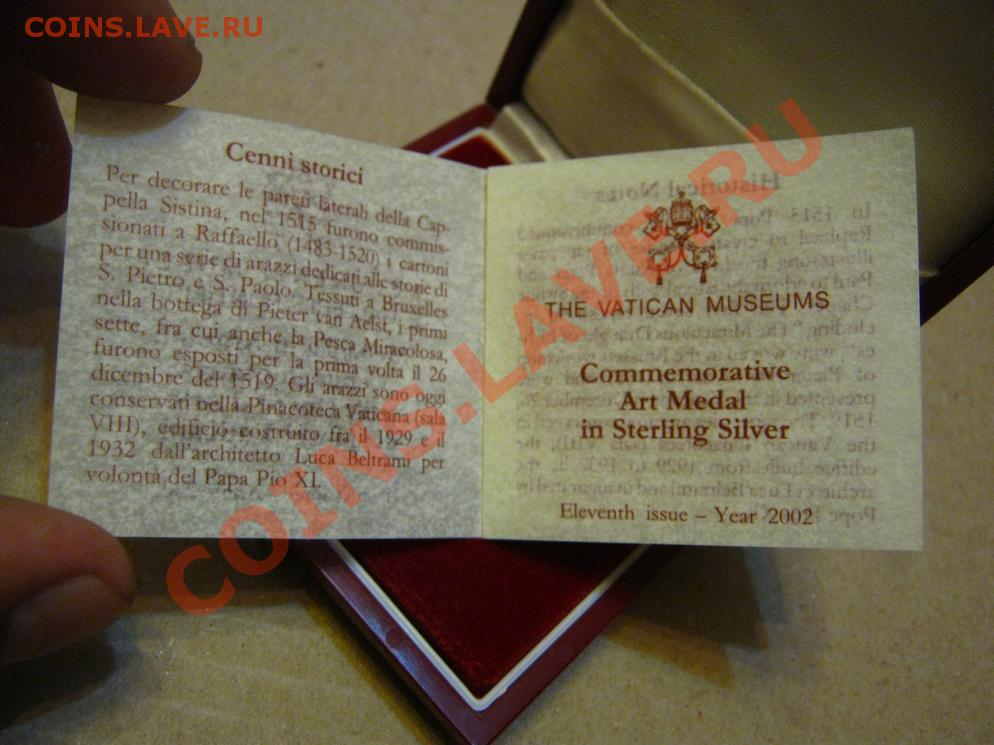 COINS.LAVE.RU
Cenni storici
Per decorare le pareti laterali della Cap-
pella Sistina, nel 1515 furono commis-
sionati a Raffaello (1483-1520) i cartoni
per una serie di arazzi dedicati alle storie di
S. Pietro e S. Paolo. Tessuti a Bruxelles
nella bottega di Pieter van Aelst, i primi
sette, fra cui anche la Pesca Miracolosa,
furono esposti per la prima volta il 26
dicembre del 1519. Gli arazzi sono oggi
conservati nella Pinacoteca Vaticana (sala
VIII), edificio costruito fra il 1929 e il
1932 dall'architetto Luca Beltrami per
volontà del Papa Pio XI.
THE VATICAN MUSEUMS
Commemorative
Art Medal
in Sterling Silver
Eleventh issue – Year 2002
COINS.LAVE.RU